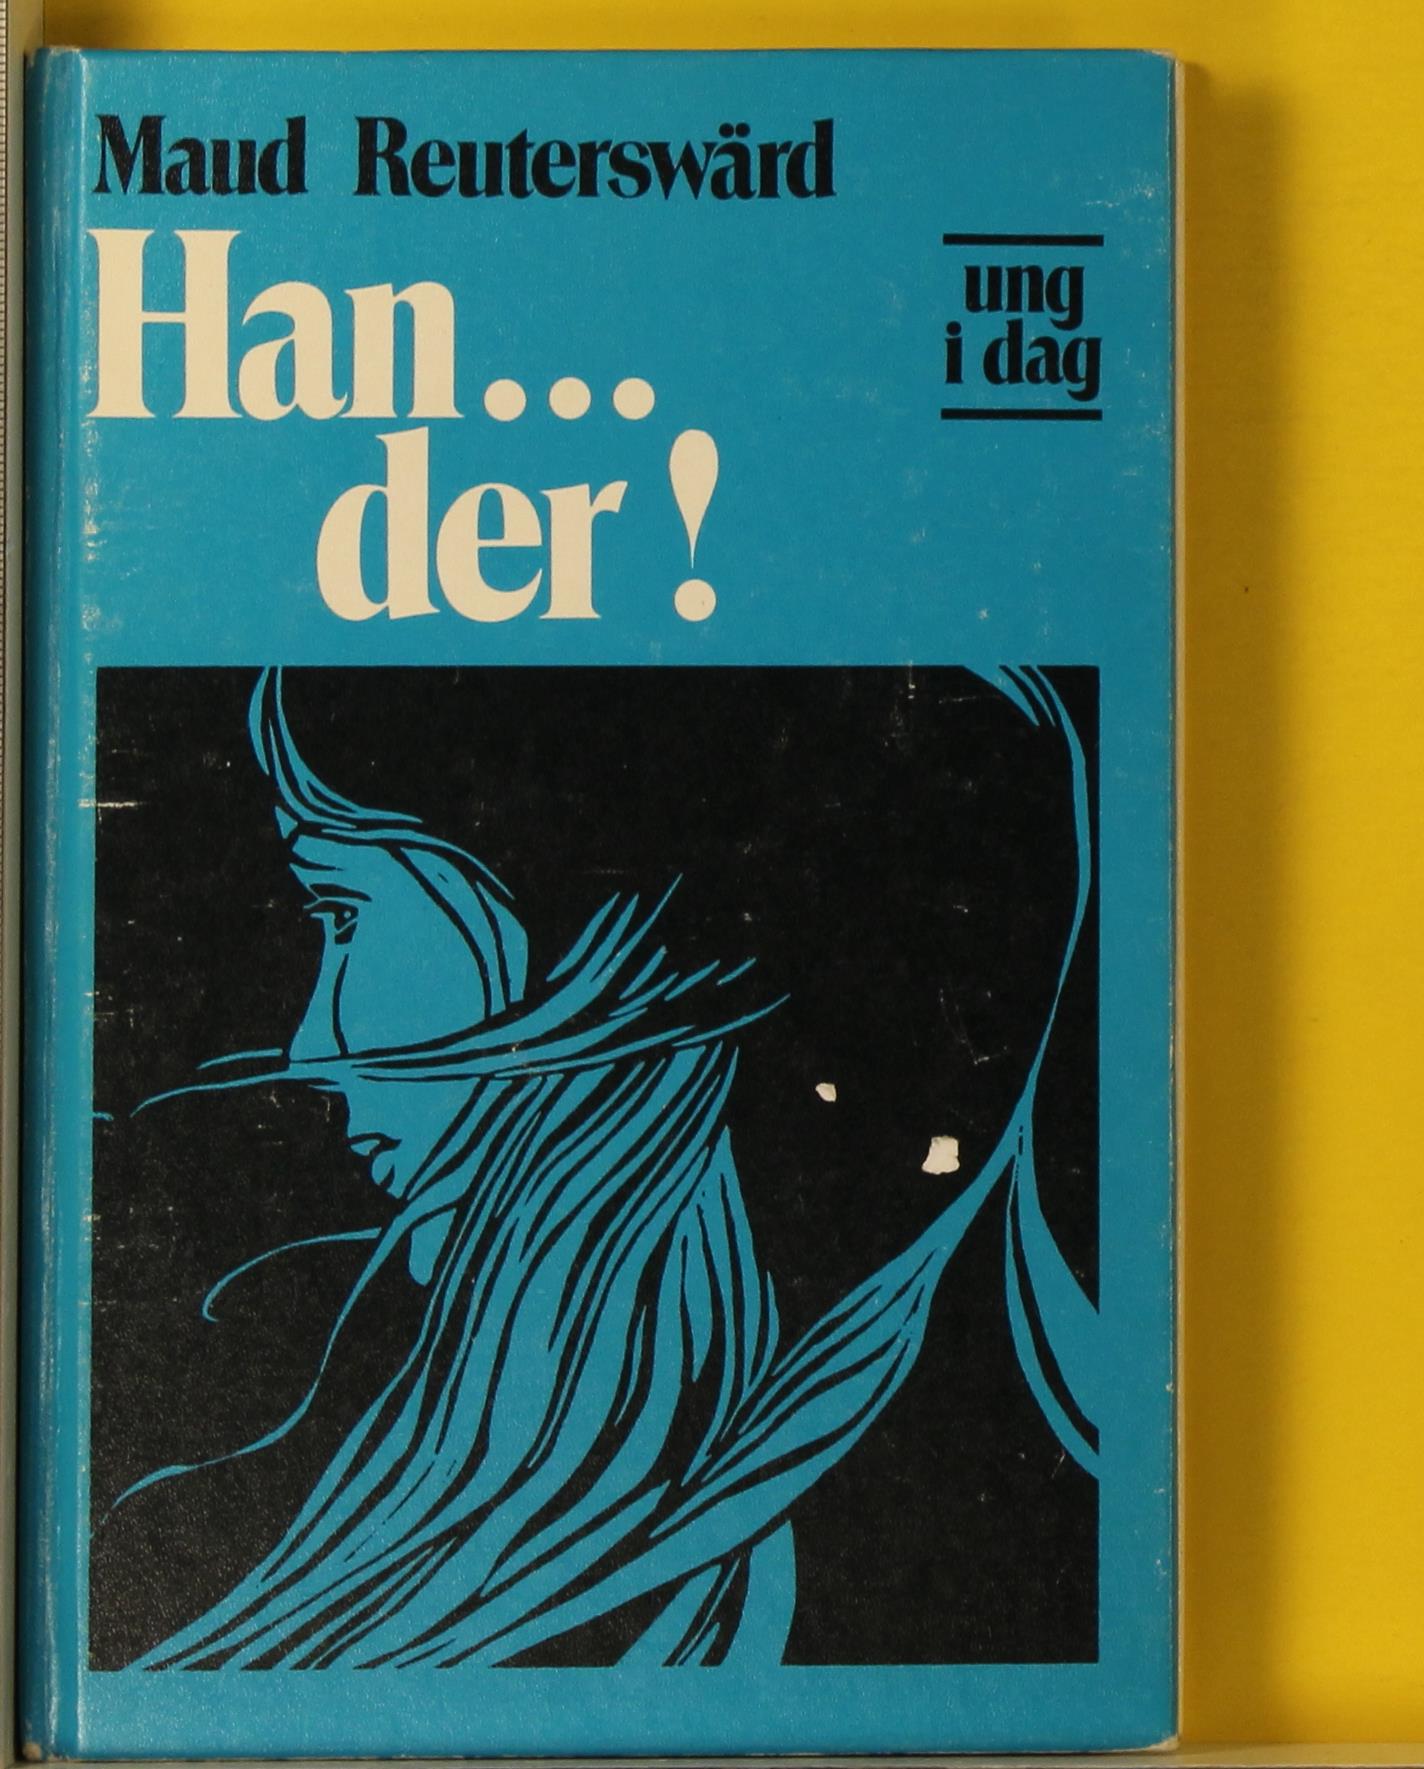 Maud Reuterswärd
Han...
der!
ung
i dag